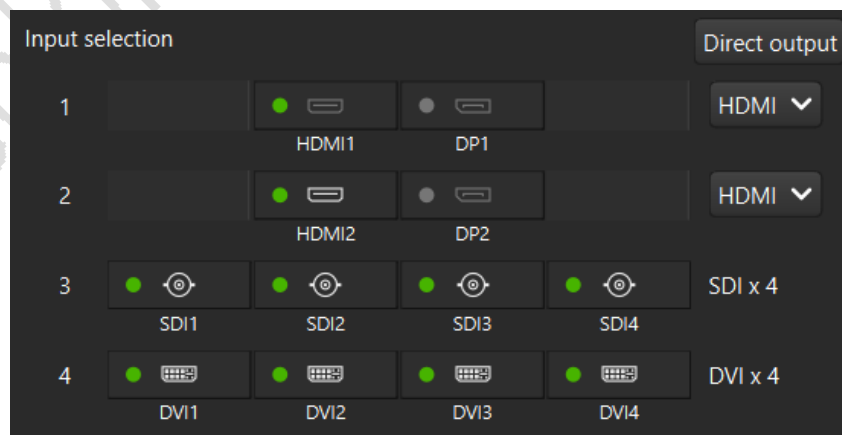 Input selection Direct output
1 HDMI
HDMI1 DP1
2 HDMI
HDMI2 DP2
3 SDI x 4
SDI1 SDI2 SDI3 SDI4
4 DVI x 4
DVI1 DVI2 DVI3 DVI4